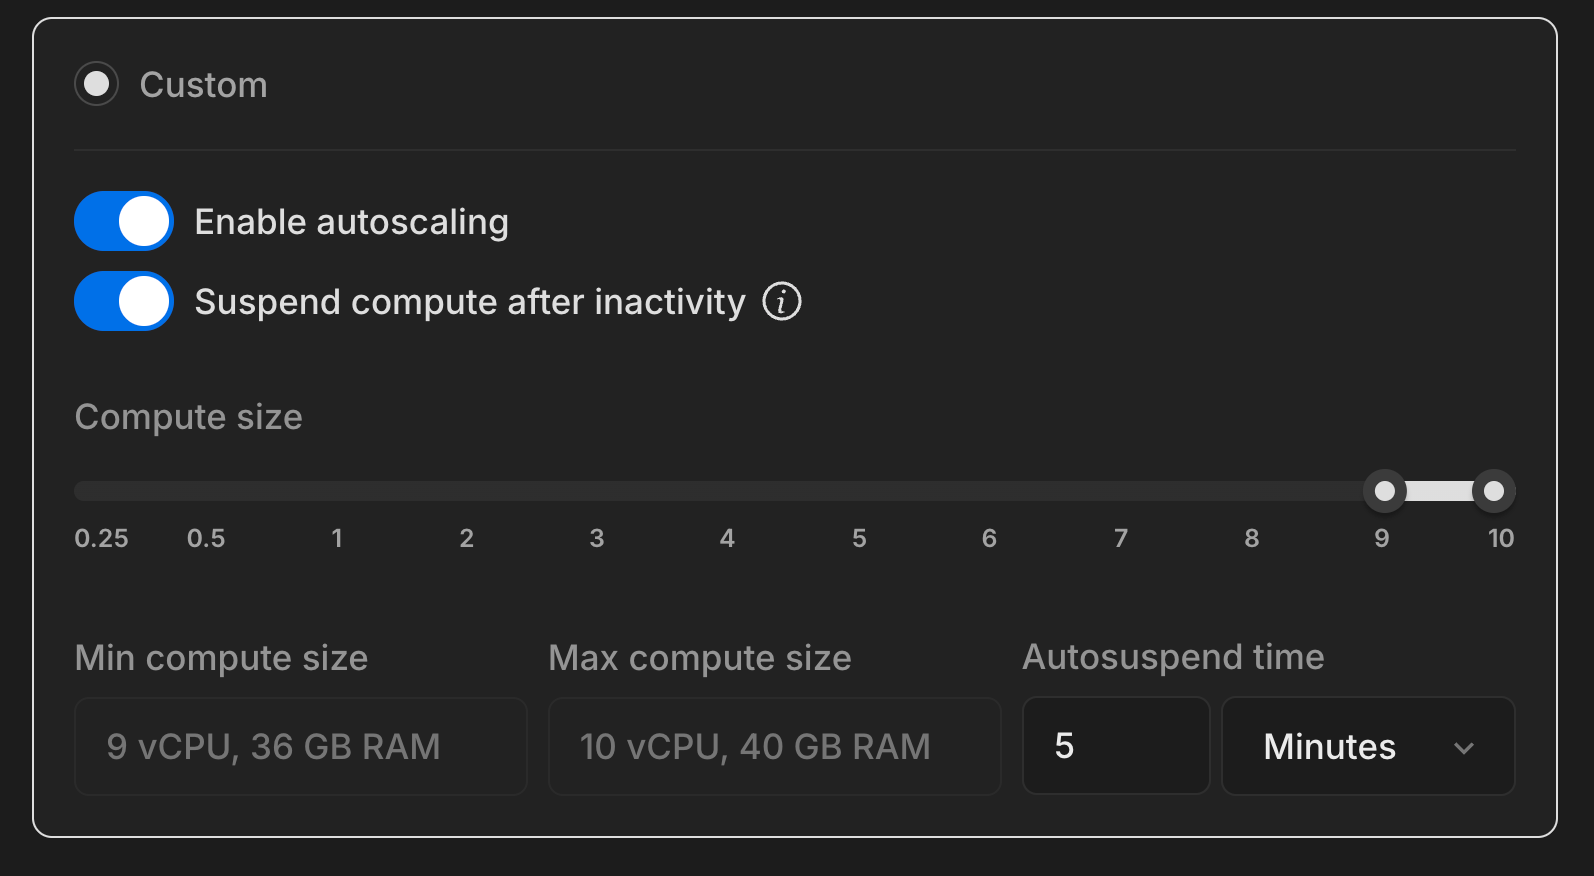 Custom
Enable autoscaling
Suspend compute after inactivity
Compute size
0.25 0.5 1 2 3 4 5 6 7 8 9 10
Min compute size Max compute size Autosuspend time
9 vCPU, 36 GB RAM 10 vCPU, 40 GB RAM 5 Minutes